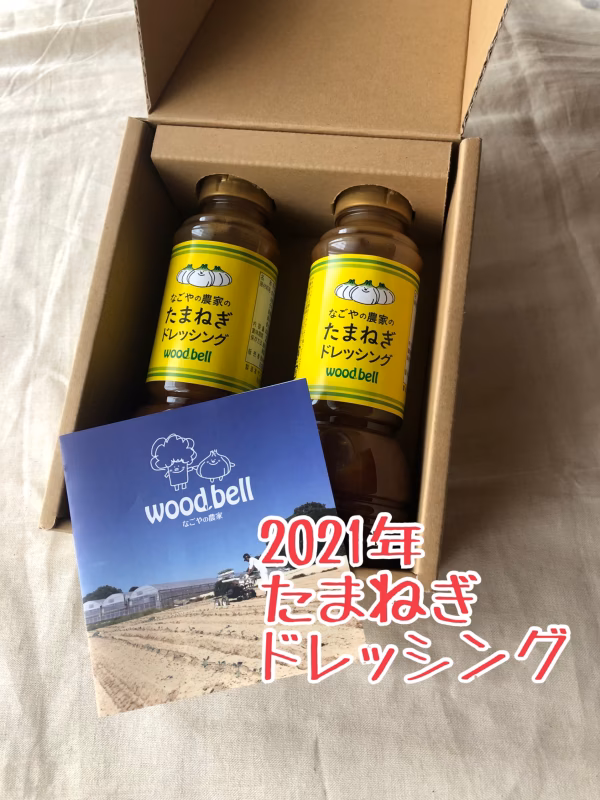 なごやの農家の
たまねぎ
ドレッシング
wood.bell
なごやの農家の
たまねぎ
ドレッシング
wood.bell
wood.bell
なごやの農家
2021年
たまねぎ
ドレッシング